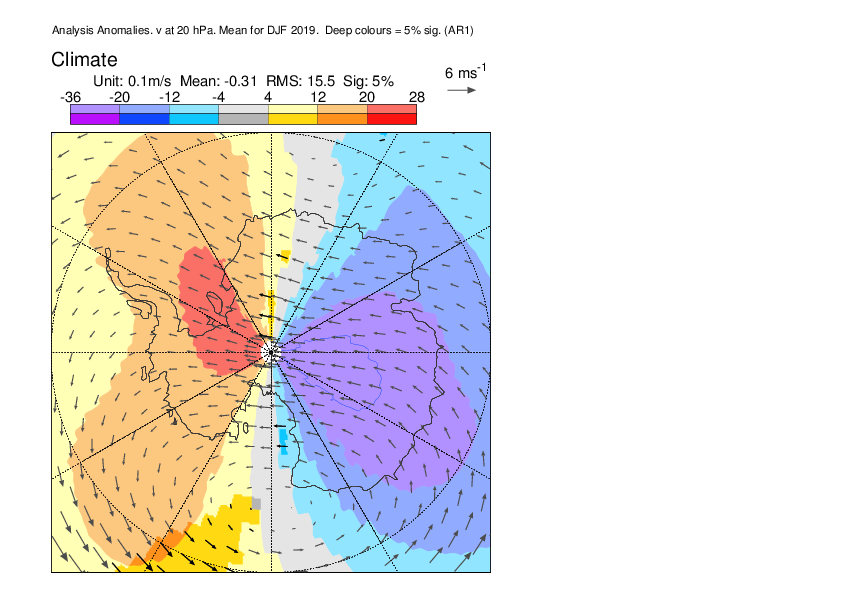 Analysis Anomalies. v at 20 hPa. Mean for DJF 2019.  Deep colours = 5% sig. (AR1)
Climate
Unit: 0.1m/s  Mean: -0.31  RMS: 15.5  Sig: 5%
6 ms-1
-36 -20 -12 -4 4 12 20 28